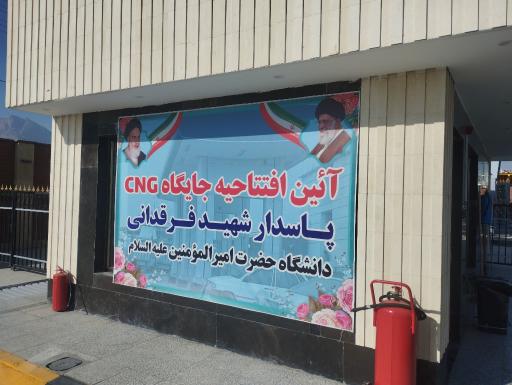 آئین افتتاحیه جایگاه CNG
پاسدار شهید فرقدانی
دانشگاه حضرت امیرالمؤمنین علیه السلام